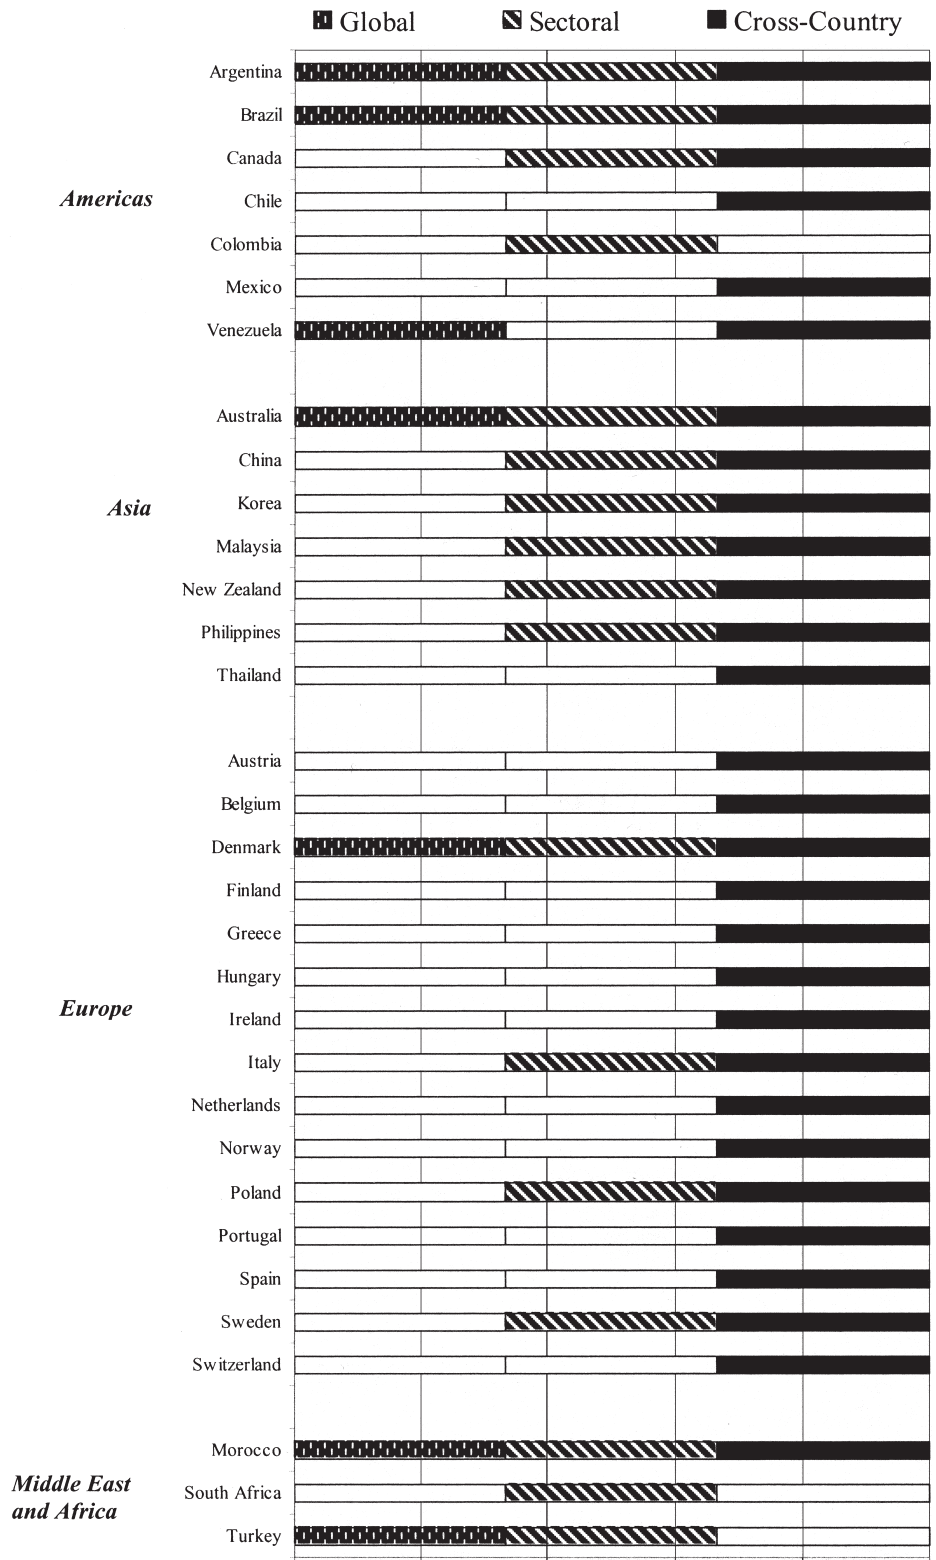 Global Sectoral Cross-Country
Argentina
Brazil
Canada
Americas
Chile
Colombia
Mexico
Venezuela
Australia
China
Asia
Korea
Malaysia
New Zealand
Philippines
Thailand
Austria
Belgium
Denmark
Finland
Greece
Hungary
Europe
Ireland
Italy
Netherlands
Norway
Poland
Portugal
Spain
Sweden
Switzerland
Morocco
Middle East
and Africa
South Africa
Turkey